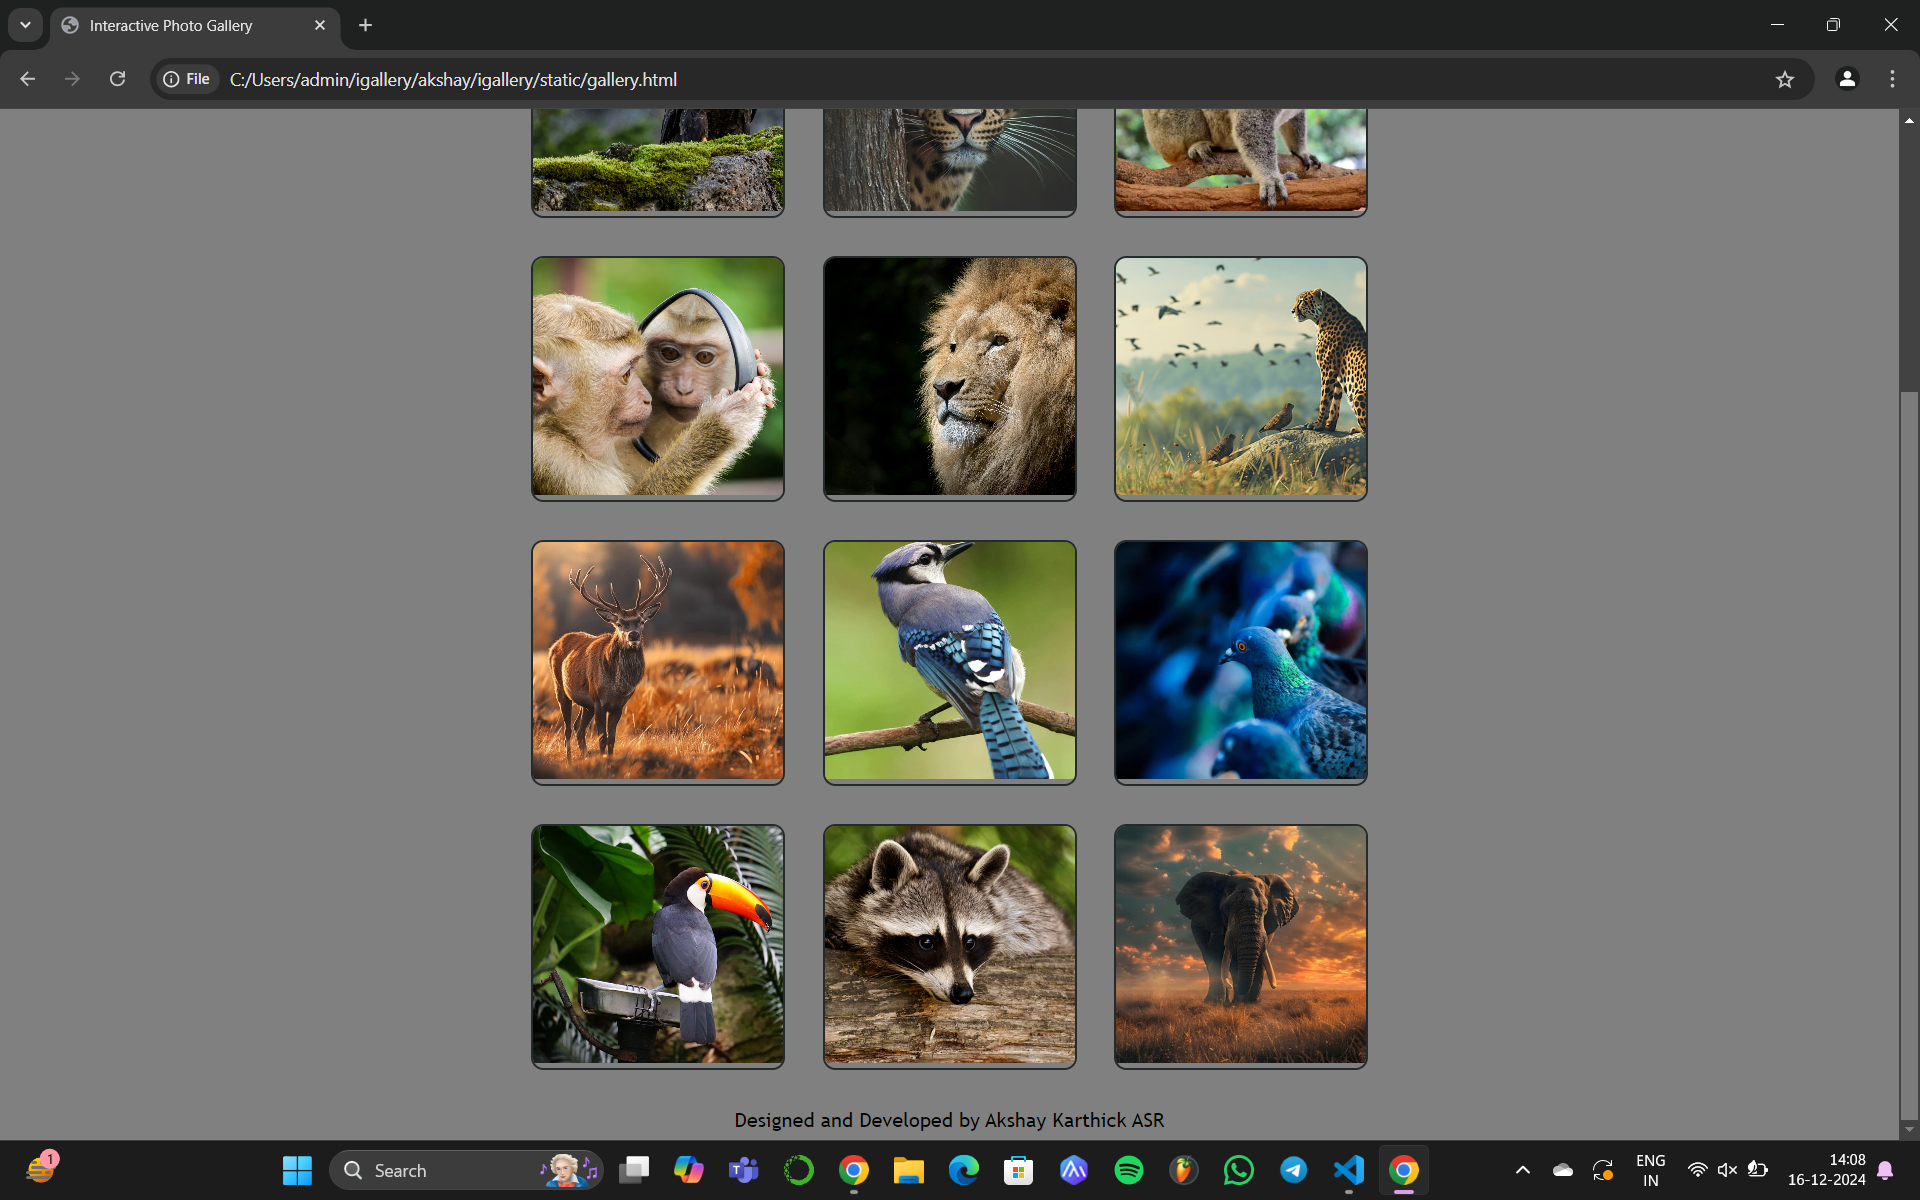 Interactive Photo Gallery
File
C:/Users/admin/igallery/akshay/igallery/static/gallery.html
Designed and Developed by Akshay Karthick ASR
1
Search
ENG
IN
14:08
16-12-2024